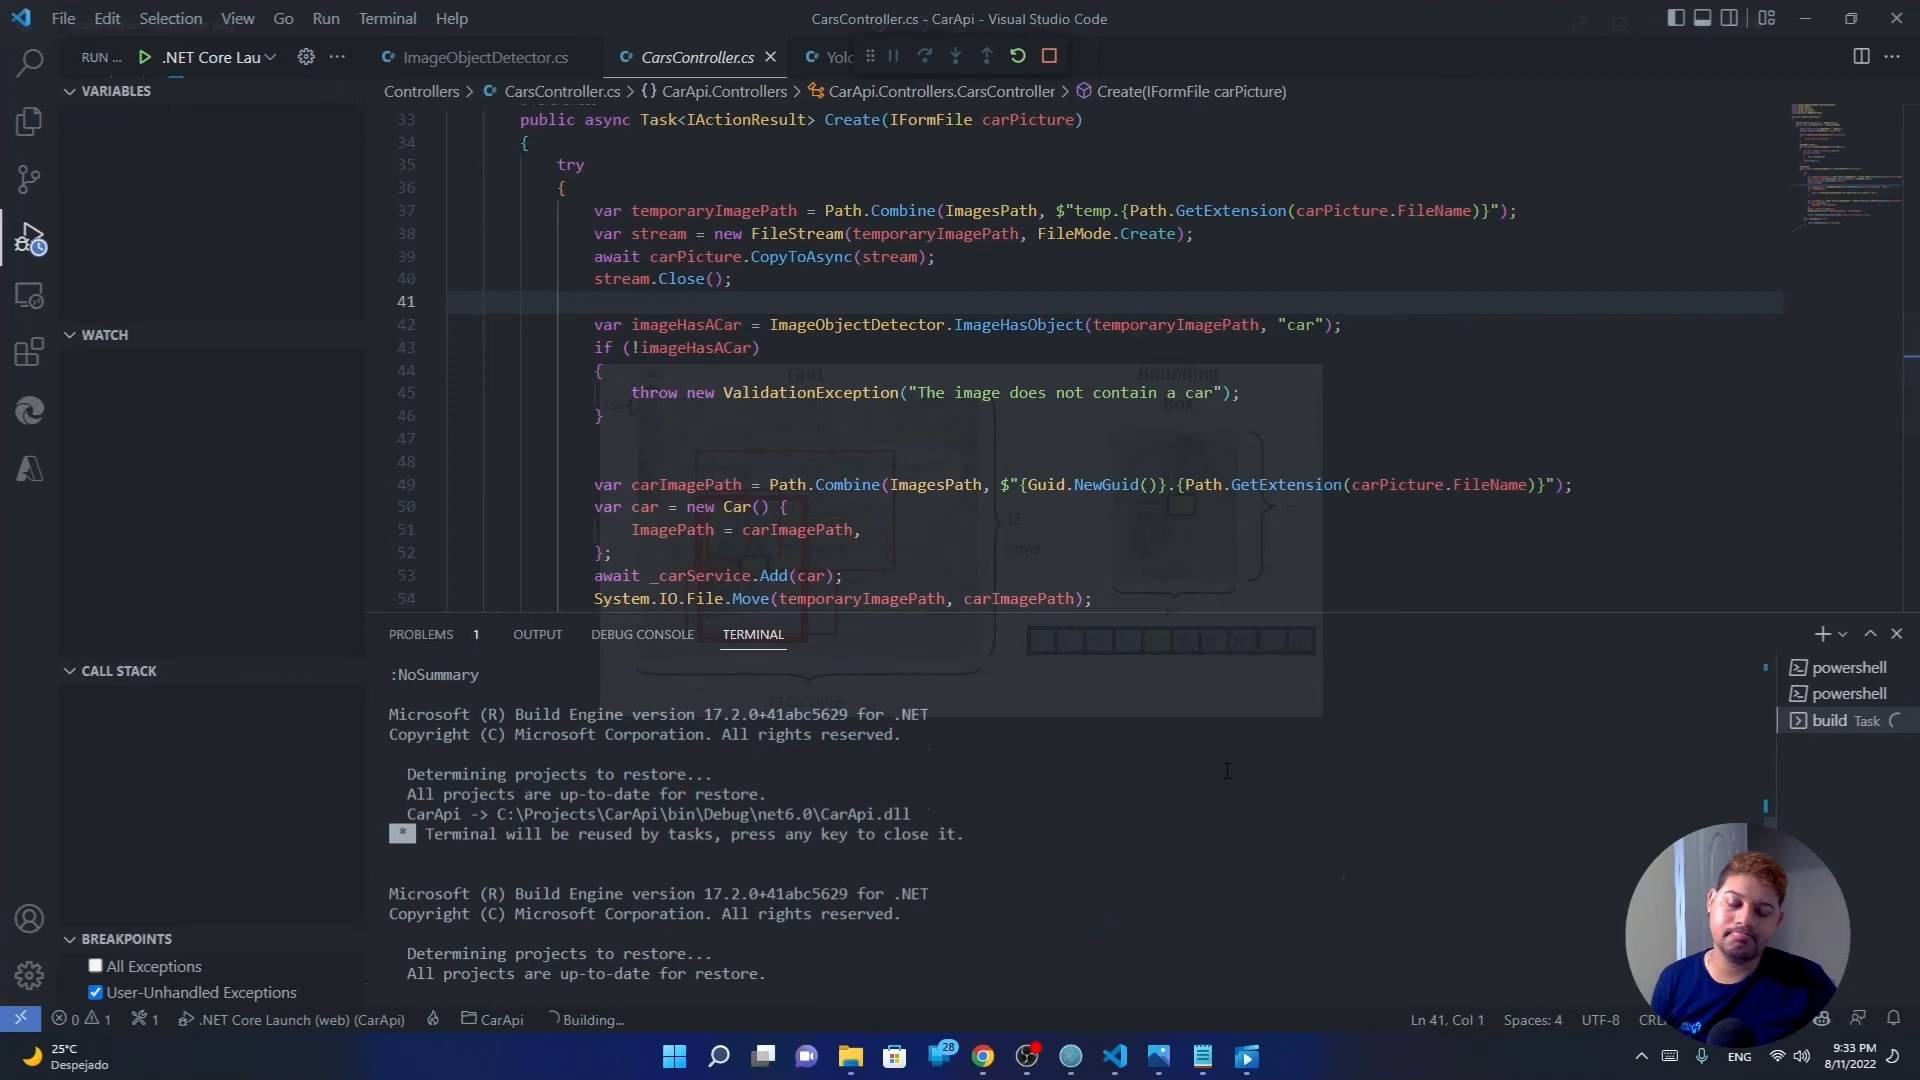 File Edit Selection View Go Run Terminal Help
CarsController.cs - CarApi - Visual Studio Code
RUN ... .NET Core Lau
ImageObjectDetector.cs
CarsController.cs
Yolo
VARIABLES
Controllers > CarsController.cs > {} CarApi.Controllers > CarApi.Controllers.CarsController > Create(IFormFile carPicture)
33 public async Task<IActionResult> Create(IFormFile carPicture)
34 {
35 try
36 {
37 var temporaryImagePath = Path.Combine(ImagesPath, $"temp.{Path.GetExtension(carPicture.FileName)}");
38 var stream = new FileStream(temporaryImagePath, FileMode.Create);
39 await carPicture.CopyToAsync(stream);
40 stream.Close();
41
42 var imageHasACar = ImageObjectDetector.ImageHasObject(temporaryImagePath, "car");
43 if (!imageHasACar)
44 {
45 throw new ValidationException("The image does not contain a car");
46 }
47
48
49 var carImagePath = Path.Combine(ImagesPath, $"{Guid.NewGuid()}.{Path.GetExtension(carPicture.FileName)}");
50 var car = new Car() {
51 ImagePath = carImagePath,
52 };
53 await _carService.Add(car);
54 System.IO.File.Move(temporaryImagePath, carImagePath);
Grid
Bounding
Box
13
Rows
WATCH
CALL STACK
BREAKPOINTS
All Exceptions
User-Unhandled Exceptions
PROBLEMS 1 OUTPUT DEBUG CONSOLE TERMINAL
:NoSummary
Microsoft (R) Build Engine version 17.2.0+41abc5629 for .NET
Copyright (C) Microsoft Corporation. All rights reserved.
Determining projects to restore...
All projects are up-to-date for restore.
CarApi -> C:\Projects\CarApi\bin\Debug\net6.0\CarApi.dll
* Terminal will be reused by tasks, press any key to close it.
Microsoft (R) Build Engine version 17.2.0+41abc5629 for .NET
Copyright (C) Microsoft Corporation. All rights reserved.
Determining projects to restore...
All projects are up-to-date for restore.
powershell
powershell
build Task
0 1 1 .NET Core Launch (web) (CarApi) CarApi Building...
Ln 41, Col 1 Spaces: 4 UTF-8
25°C
Despejado
28
ENG
9:33 PM
8/11/2022